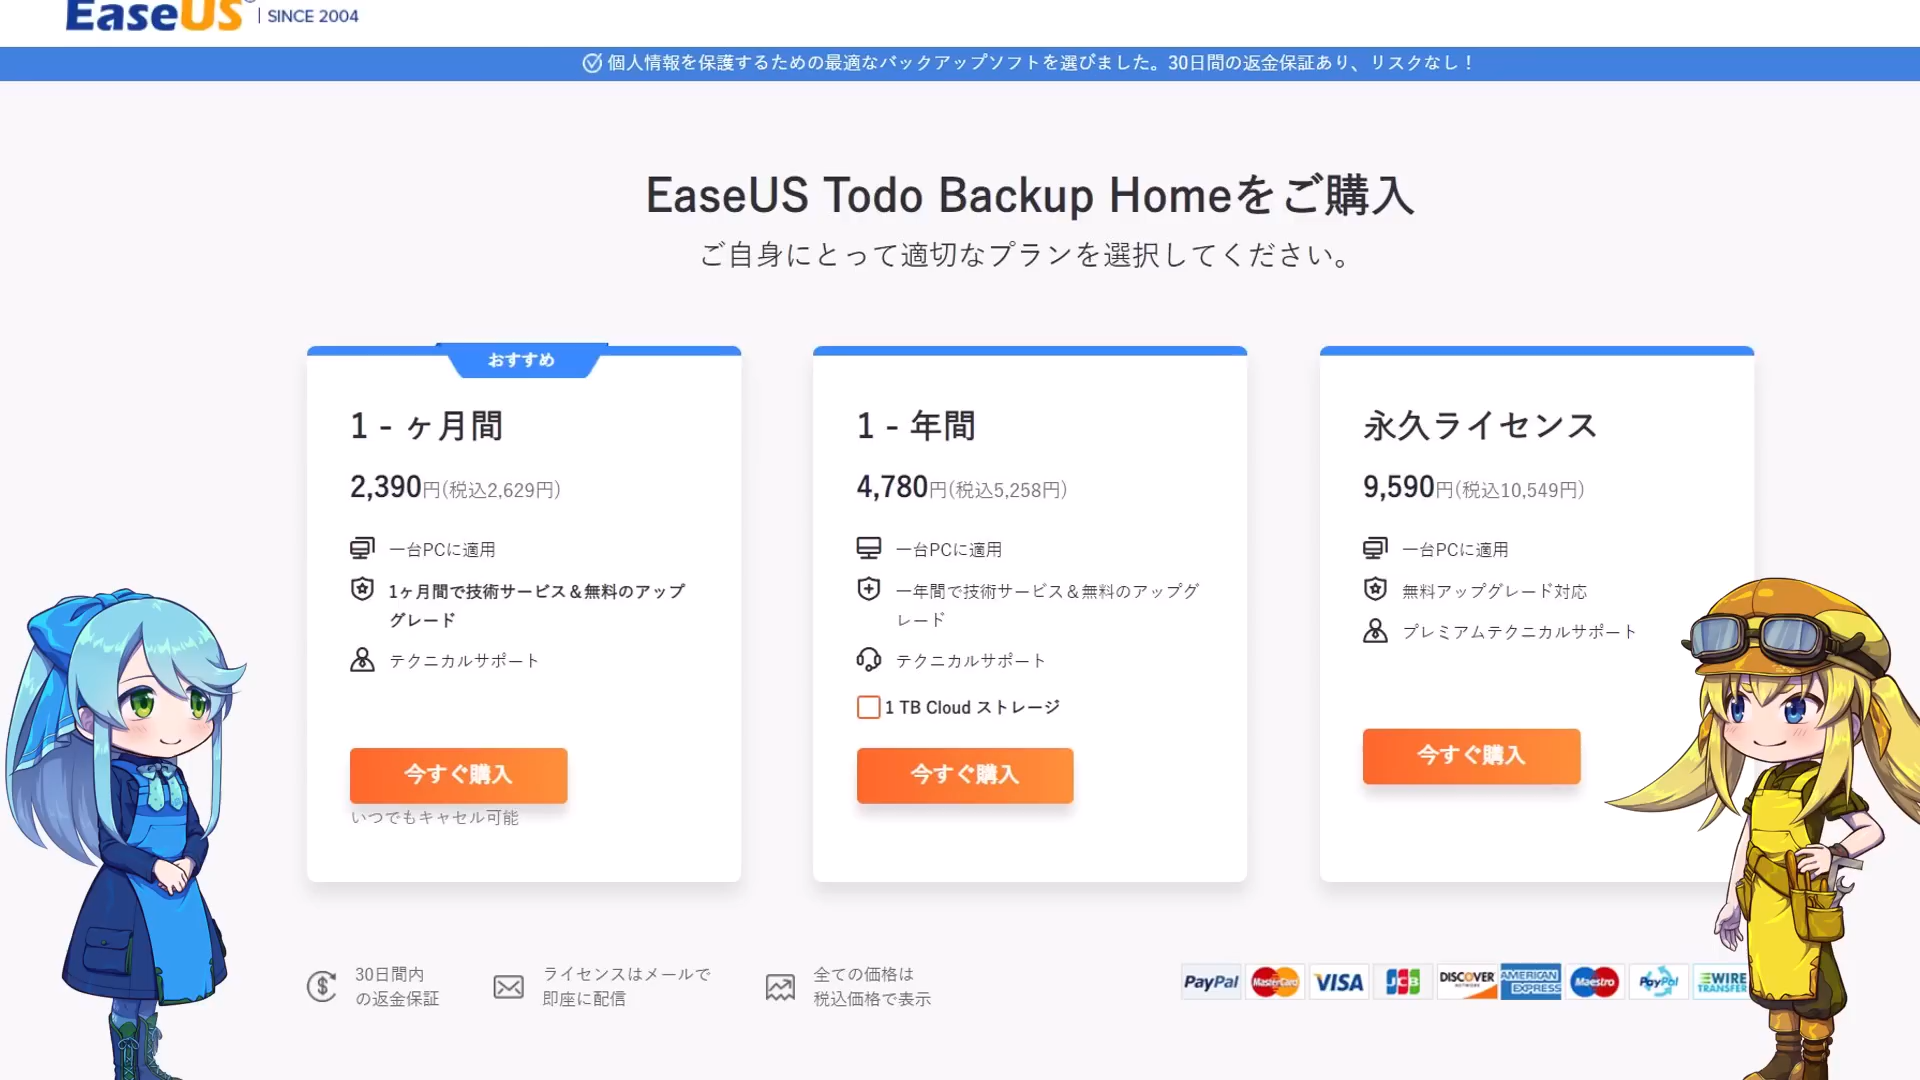 EaseUS | SINCE 2004
個人情報を保護するための最適なバックアップソフトを選びました。30日間の返金保証あり、リスクなし！
EaseUS Todo Backup Homeをご購入
ご自身にとって適切なプランを選択してください。
おすすめ
1 - ヶ月間
2,390円(税込2,629円)
一台PCに適用
1ヶ月間で技術サービス＆無料のアップ
グレード
テクニカルサポート
今すぐ購入
いつでもキャセル可能
1 - 年間
4,780円(税込5,258円)
一台PCに適用
一年間で技術サービス＆無料のアップグ
レード
テクニカルサポート
1 TB Cloud ストレージ
今すぐ購入
永久ライセンス
9,590円(税込10,549円)
一台PCに適用
無料アップグレード対応
プレミアムテクニカルサポート
今すぐ購入
30日間内
の返金保証
ライセンスはメールで
即座に配信
全ての価格は
税込価格で表示
PayPal
MasterCard
VISA
JCB
DISCOVER
NETWORK
AMERICAN
EXPRESS
Maestro
PayPal
WIRE
TRANSFER